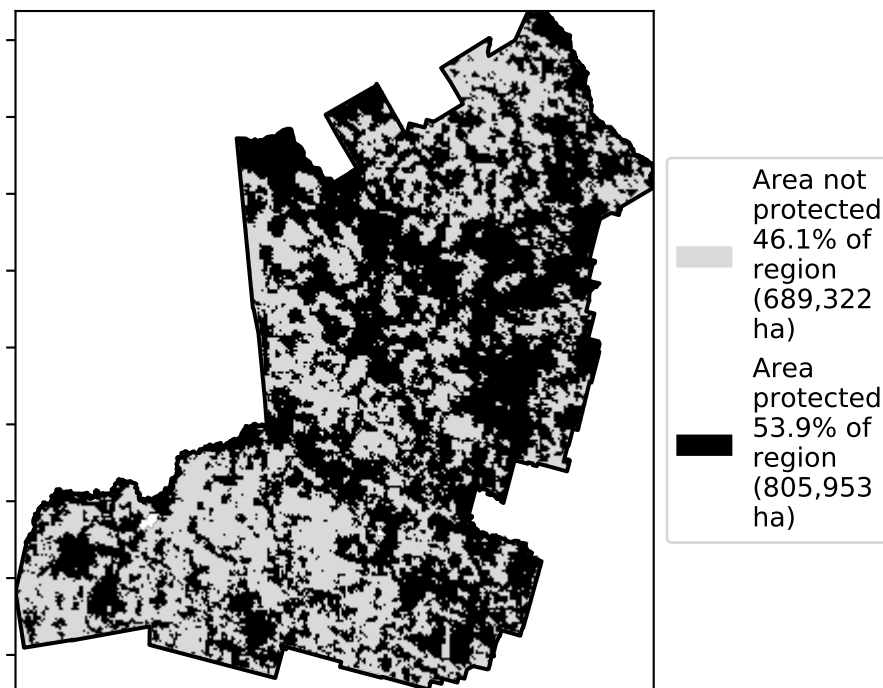 Area not
protected
46.1% of
region
(689,322
ha)
Area
protected
53.9% of
region
(805,953
ha)